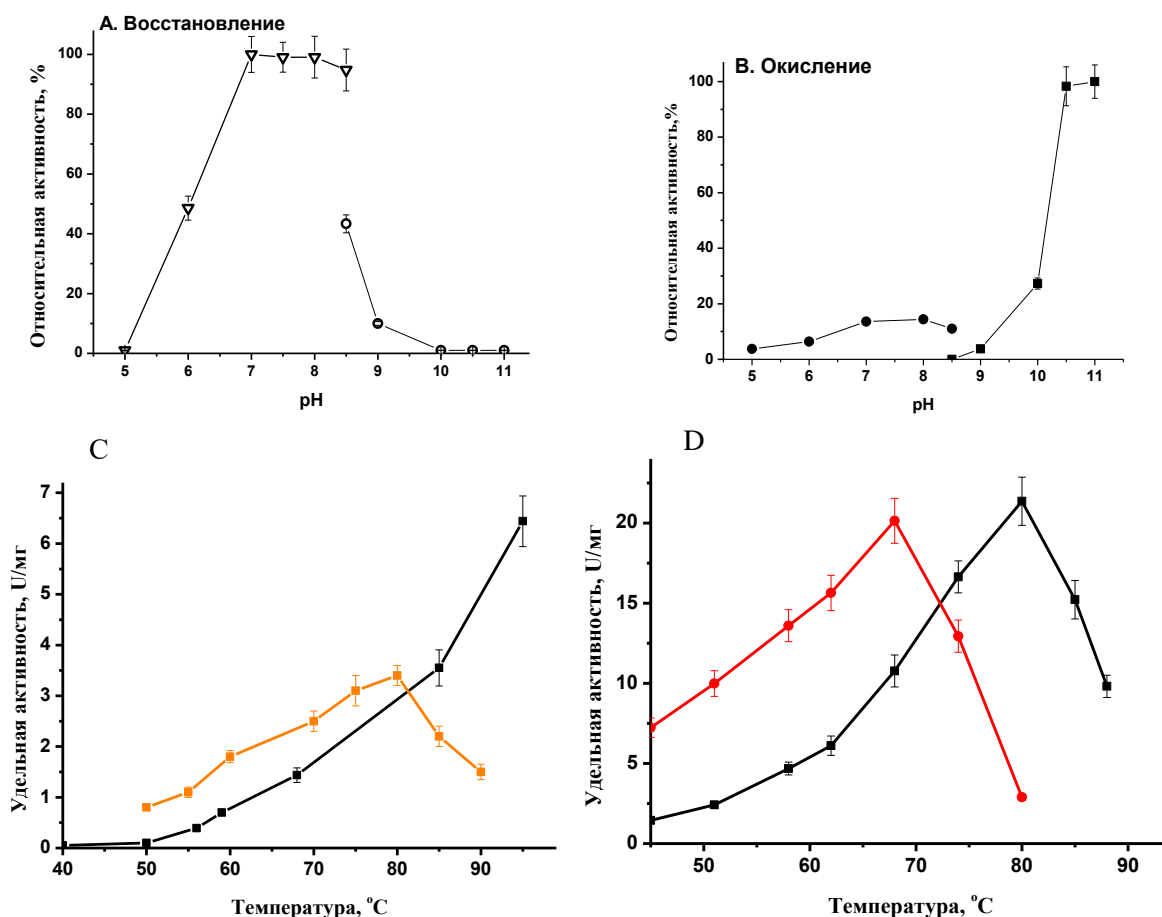 А. Восстановление
Относительная активность, %
100
80
60
40
20
0
5 6 7 8 9 10 11
pH
В. Окисление
Относительная активность,%
100
80
60
40
20
0
5 6 7 8 9 10 11
pH
C
Удельная активность, U/мг
7
6
5
4
3
2
1
0
40 50 60 70 80 90
Температура, °C
D
Удельная активность, U/мг
20
15
10
5
0
50 60 70 80 90
Температура, °C